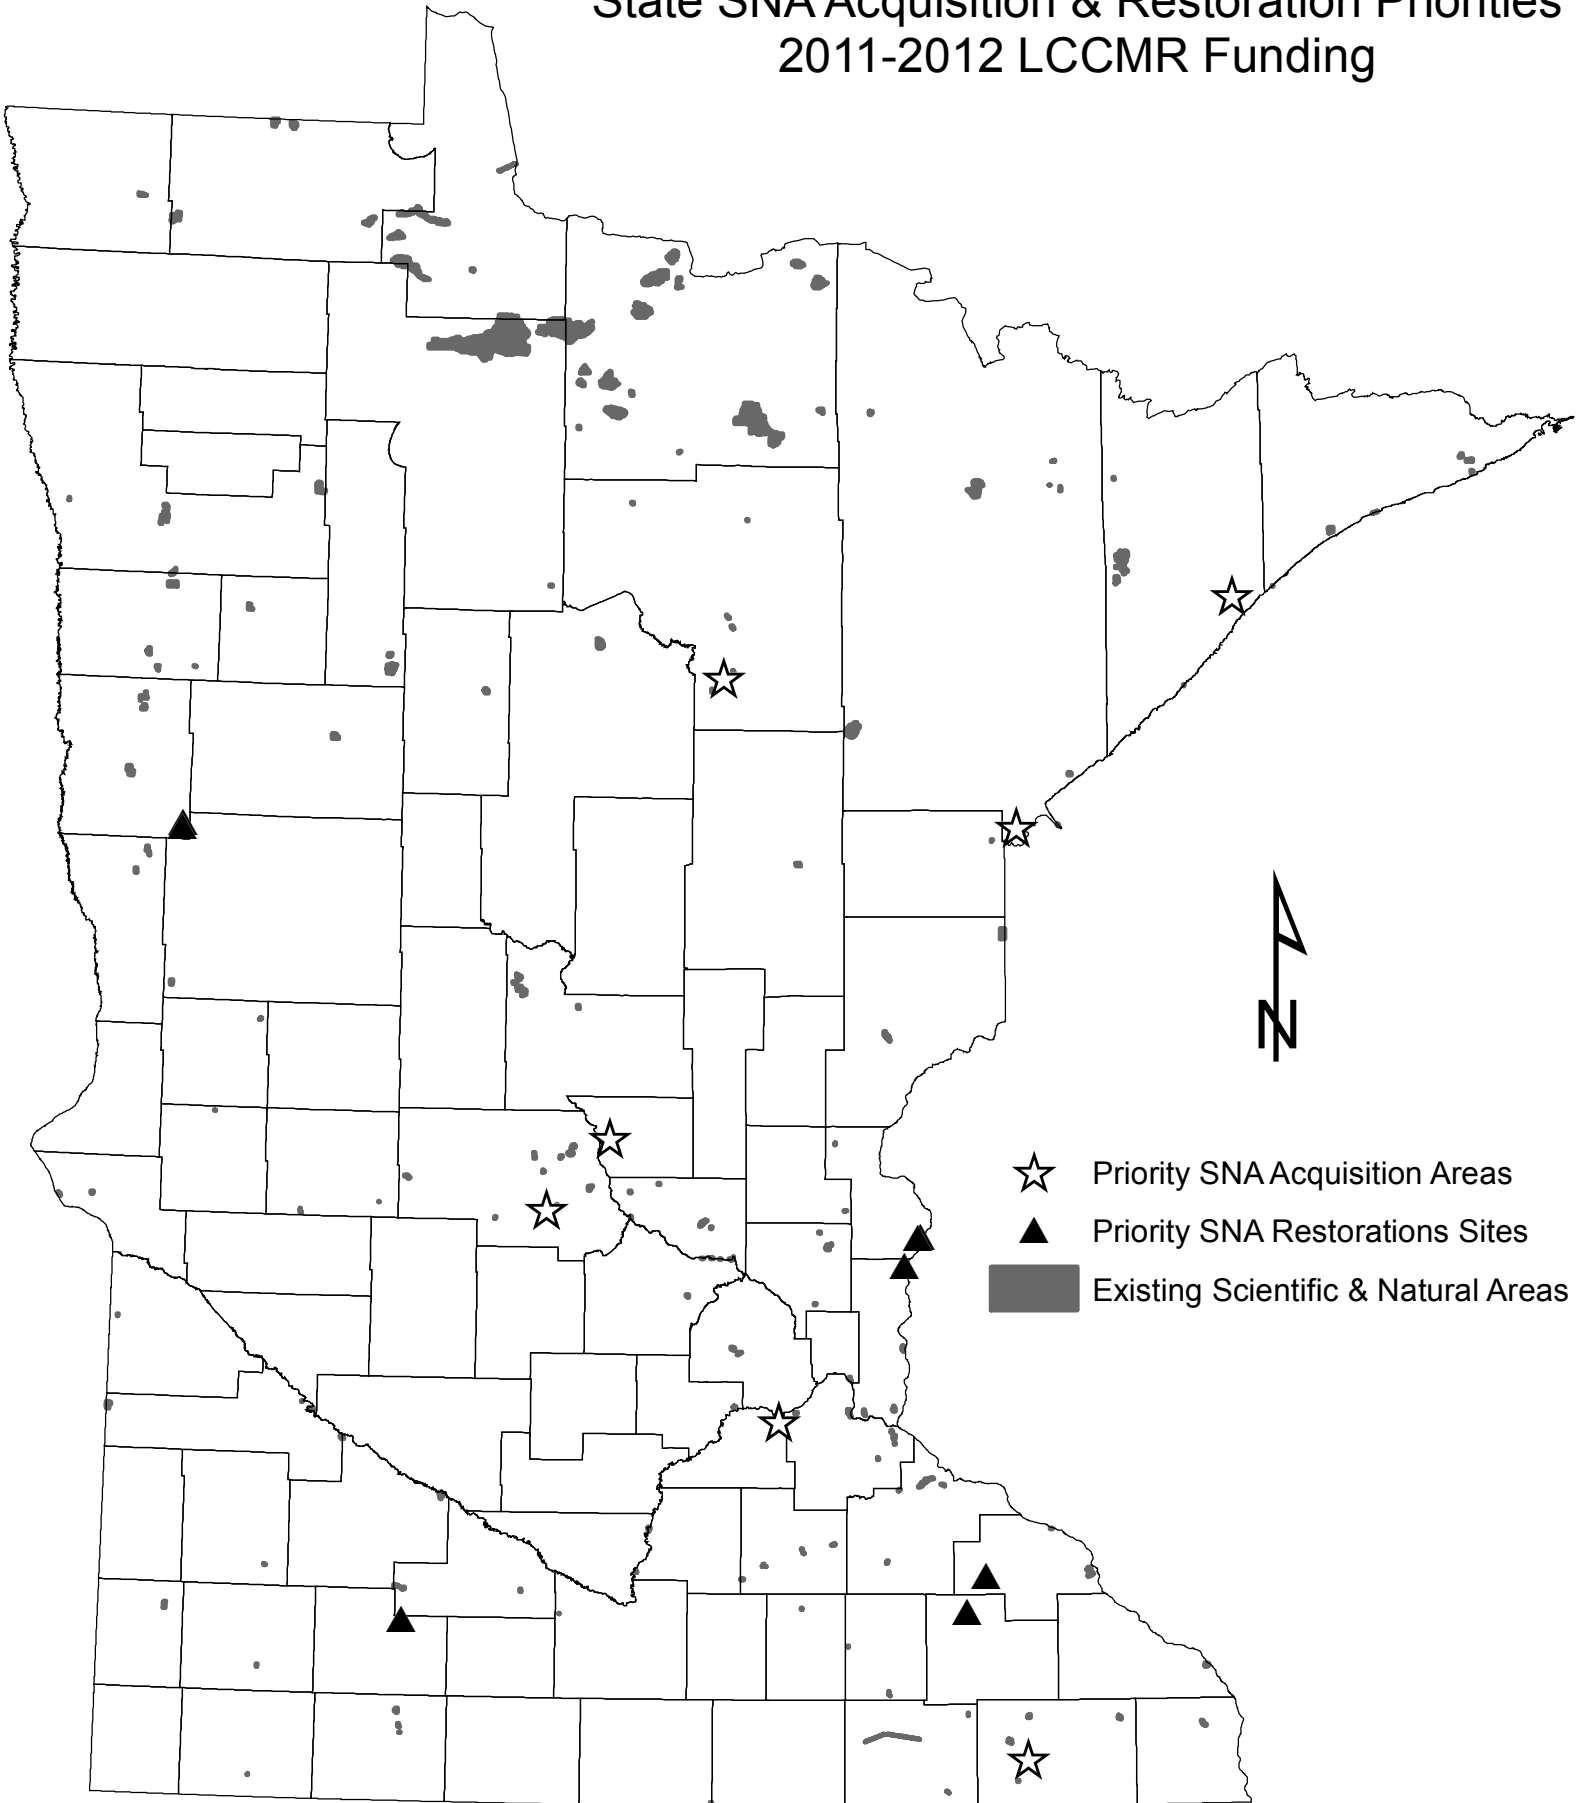 State SNA Acquisition & Restoration Priorities
2011-2012 LCCMR Funding
N
Priority SNA Acquisition Areas
Priority SNA Restorations Sites
Existing Scientific & Natural Areas